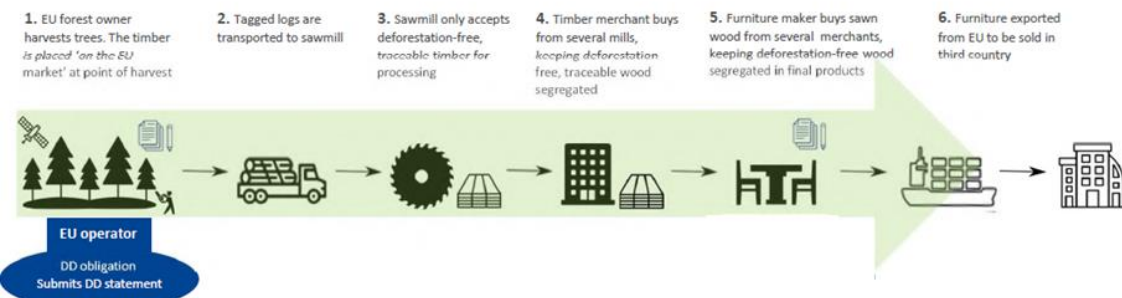 1. EU forest owner
harvests trees. The timber
is placed 'on the EU
market' at point of harvest
2. Tagged logs are
transported to sawmill
3. Sawmill only accepts
deforestation-free,
traceable timber for
processing
4. Timber merchant buys
from several mills,
keeping deforestation
free, traceable wood
segregated
5. Furniture maker buys sawn
wood from several merchants,
keeping deforestation-free wood
segregated in final products
6. Furniture exported
from EU to be sold in
third country
EU operator
DD obligation
Submits DD statement